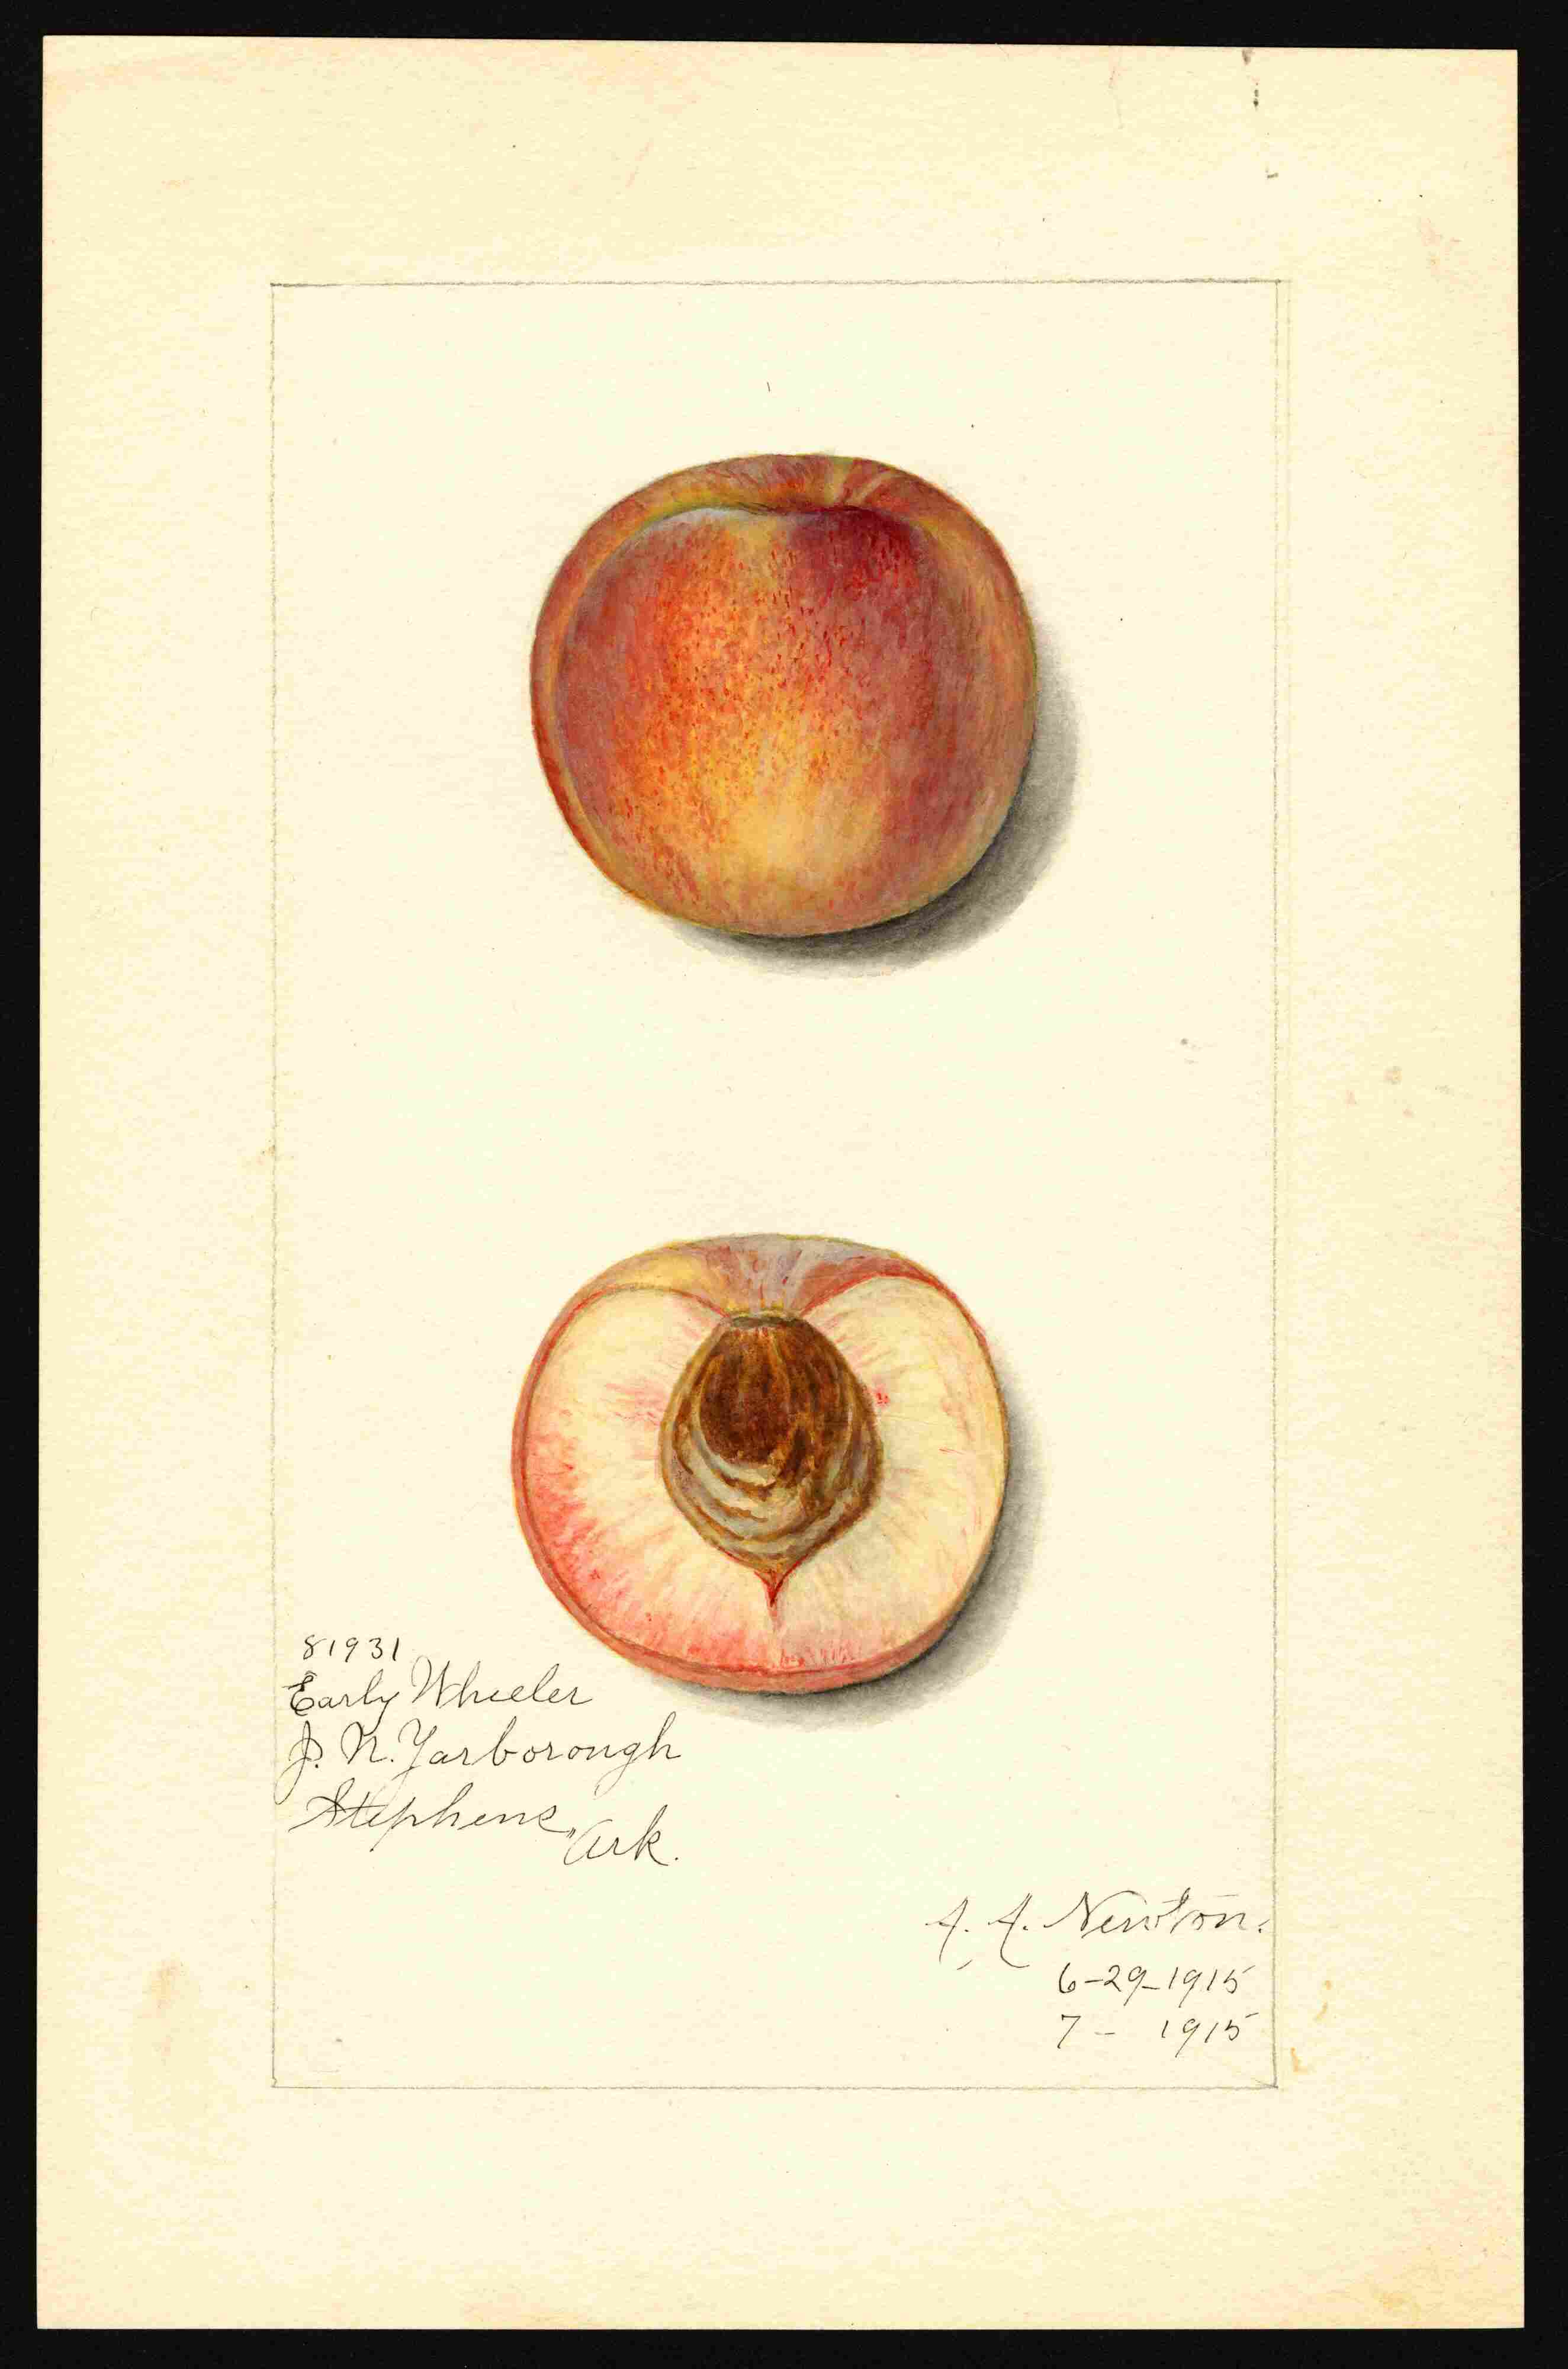 81931
Early Wheeler
J. N. Yarborough
Stephens, Ark.
A. A. Newton.
6-29-1915
7- 1915